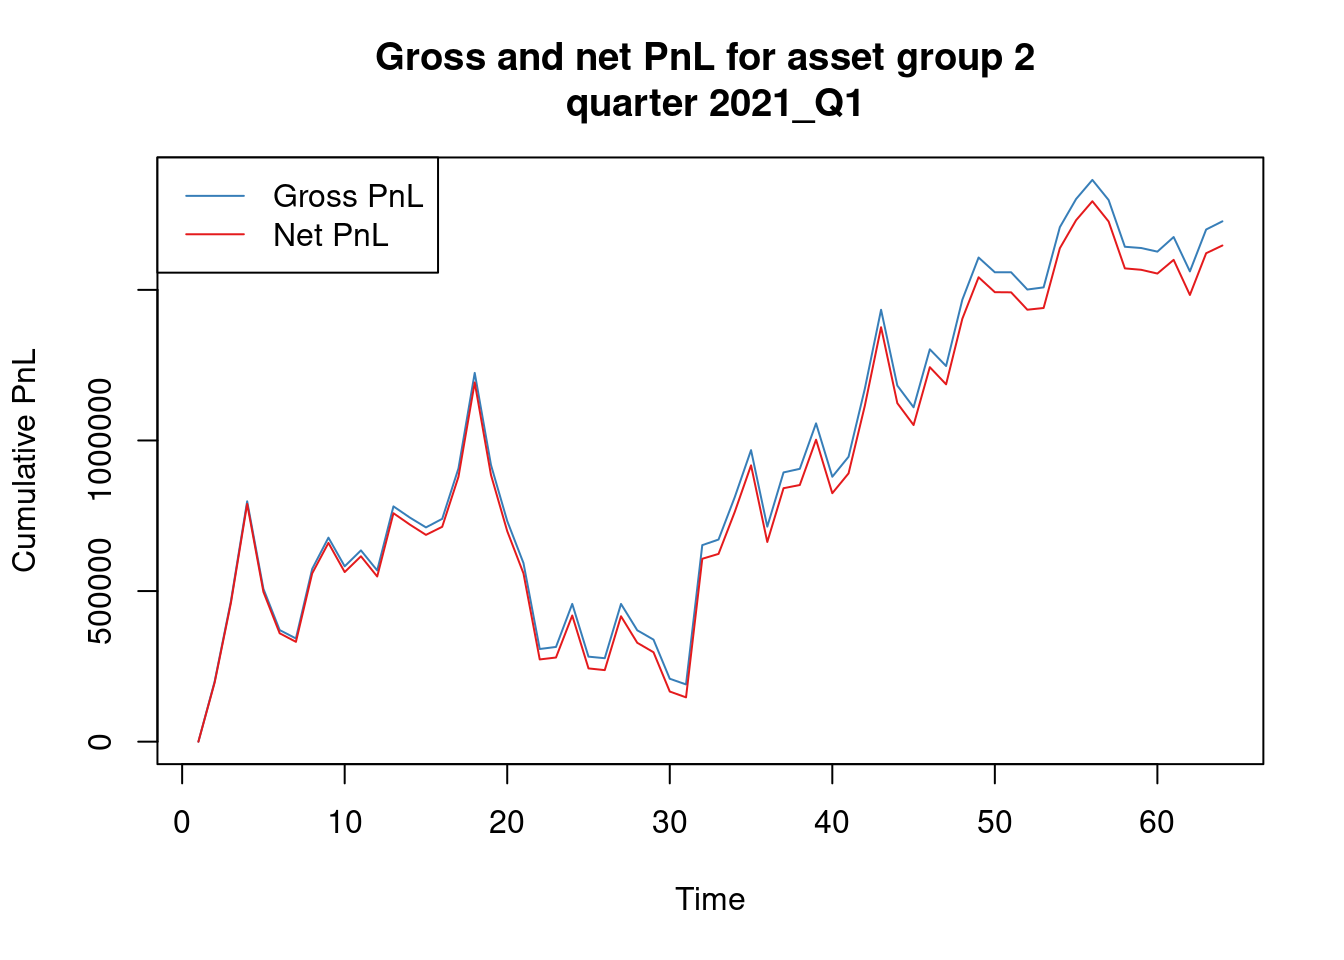 Gross and net PnL for asset group 2
quarter 2021_Q1
Gross PnL
Net PnL
Cumulative PnL
0
500000
1000000
0
10
20
30
40
50
60
Time